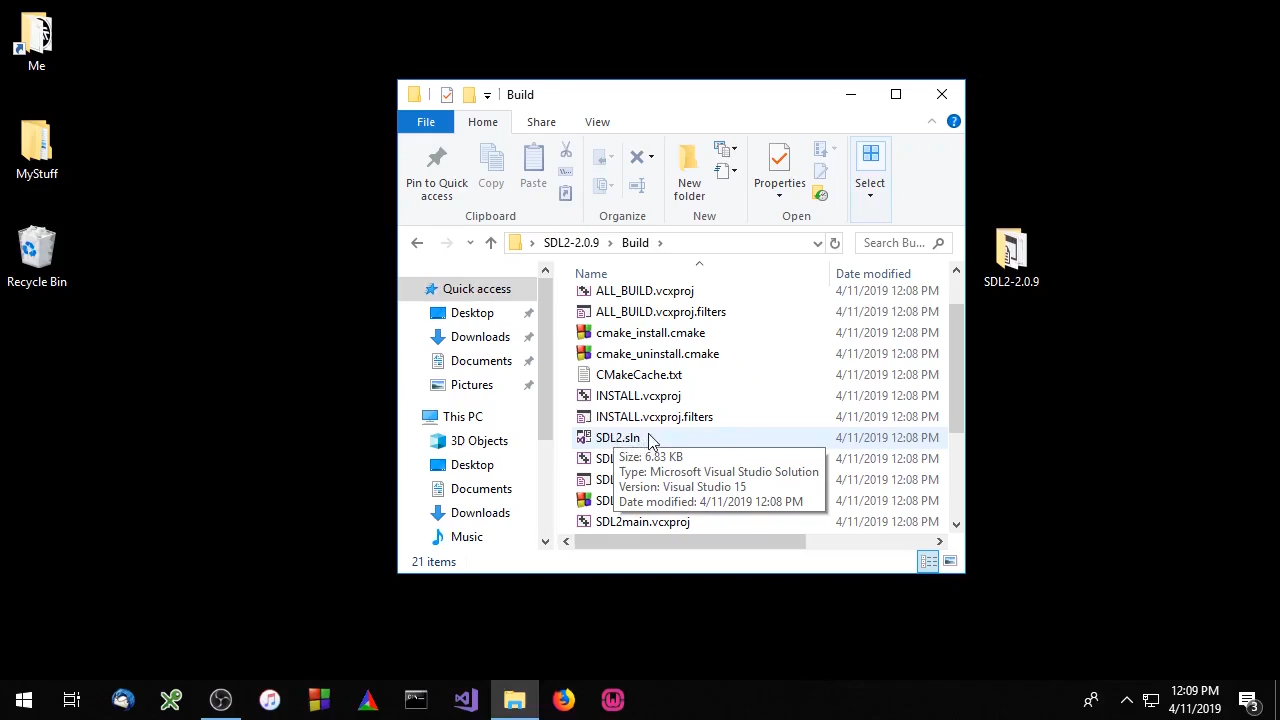 Me
MyStuff
Recycle Bin
SDL2-2.0.9
Build
File
Home
Share
View
Pin to Quick
access
Copy
Paste
Clipboard
Organize
New
folder
New
Properties
Open
Select
SDL2-2.0.9
Build
Search Bu...
Name
Date modified
Quick access
Desktop
Downloads
Documents
Pictures
This PC
3D Objects
Desktop
Documents
Downloads
Music
ALL_BUILD.vcxproj 4/11/2019 12:08 PM
ALL_BUILD.vcxproj.filters 4/11/2019 12:08 PM
cmake_install.cmake 4/11/2019 12:08 PM
cmake_uninstall.cmake 4/11/2019 12:08 PM
CMakeCache.txt 4/11/2019 12:08 PM
INSTALL.vcxproj 4/11/2019 12:08 PM
INSTALL.vcxproj.filters 4/11/2019 12:08 PM
SDL2.sln 4/11/2019 12:08 PM
SDL 4/11/2019 12:08 PM
SDL 4/11/2019 12:08 PM
SDL 4/11/2019 12:08 PM
SDL2main.vcxproj 4/11/2019 12:08 PM
Size: 6.83 KB
Type: Microsoft Visual Studio Solution
Version: Visual Studio 15
Date modified: 4/11/2019 12:08 PM
21 items
12:09 PM
4/11/2019
3